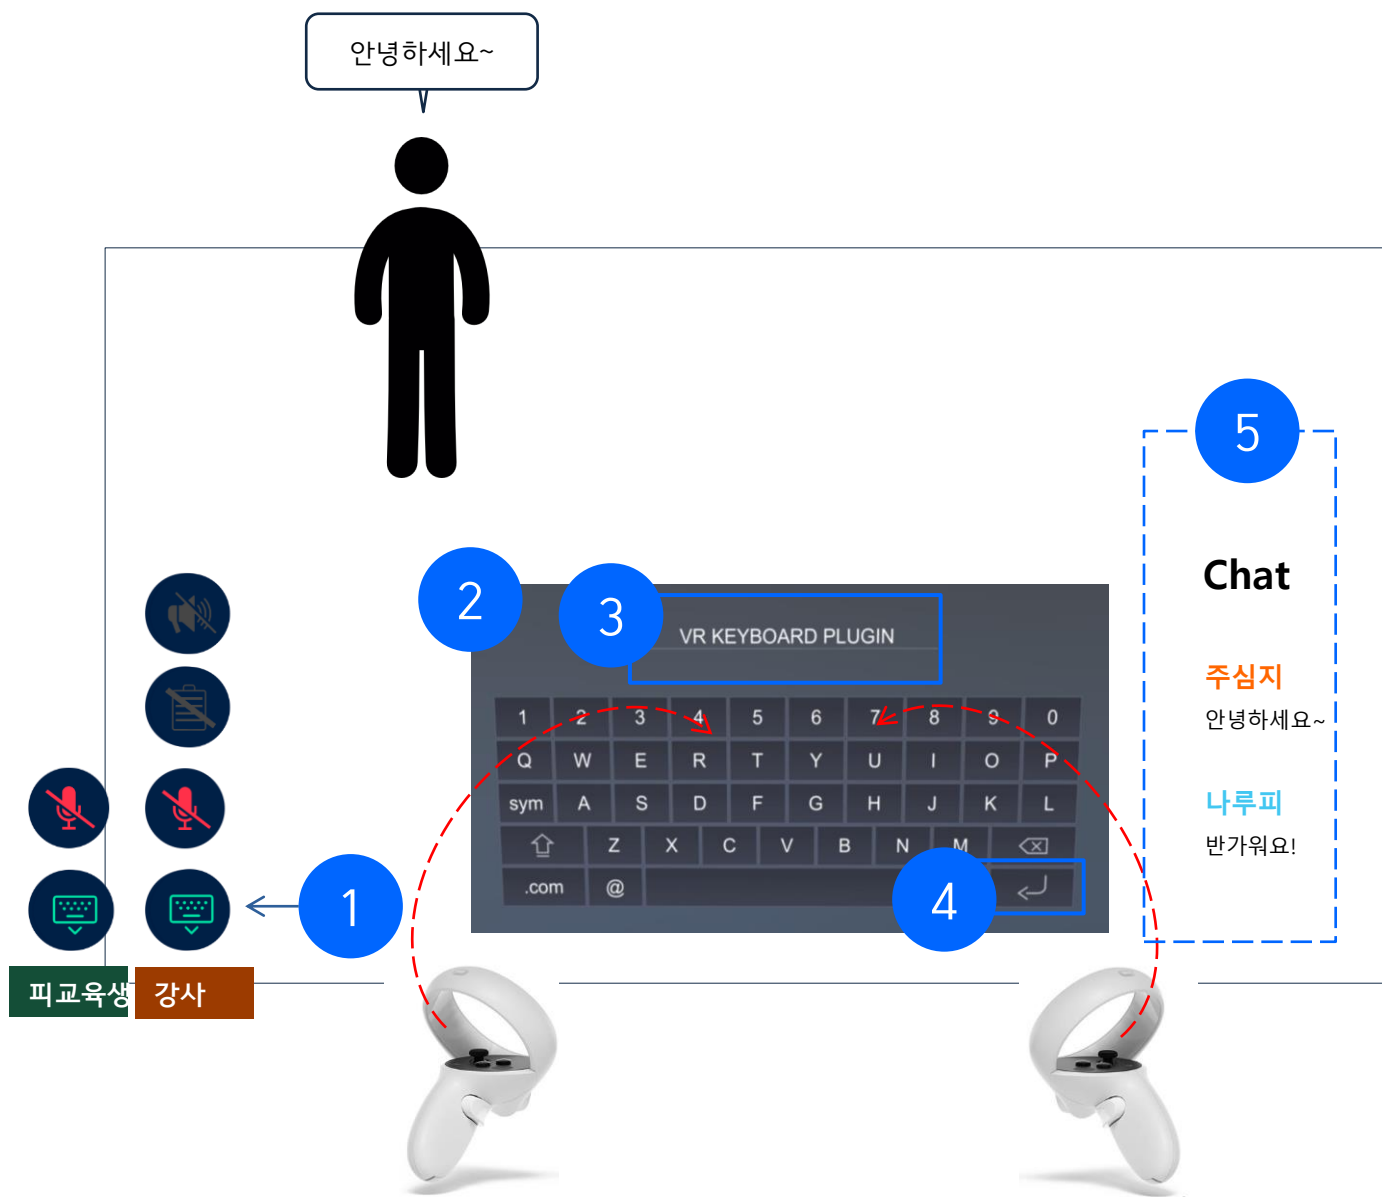 안녕하세요~
5
Chat
주심지
안녕하세요~
나루피
반가워요!
2
3
VR KEYBOARD PLUGIN
1 2 3 4 5 6 7 8 9 0
Q W E R T Y U I O P
sym A S D F G H J K L
Z X C V B N M
.com @
4
1
피교육생
강사